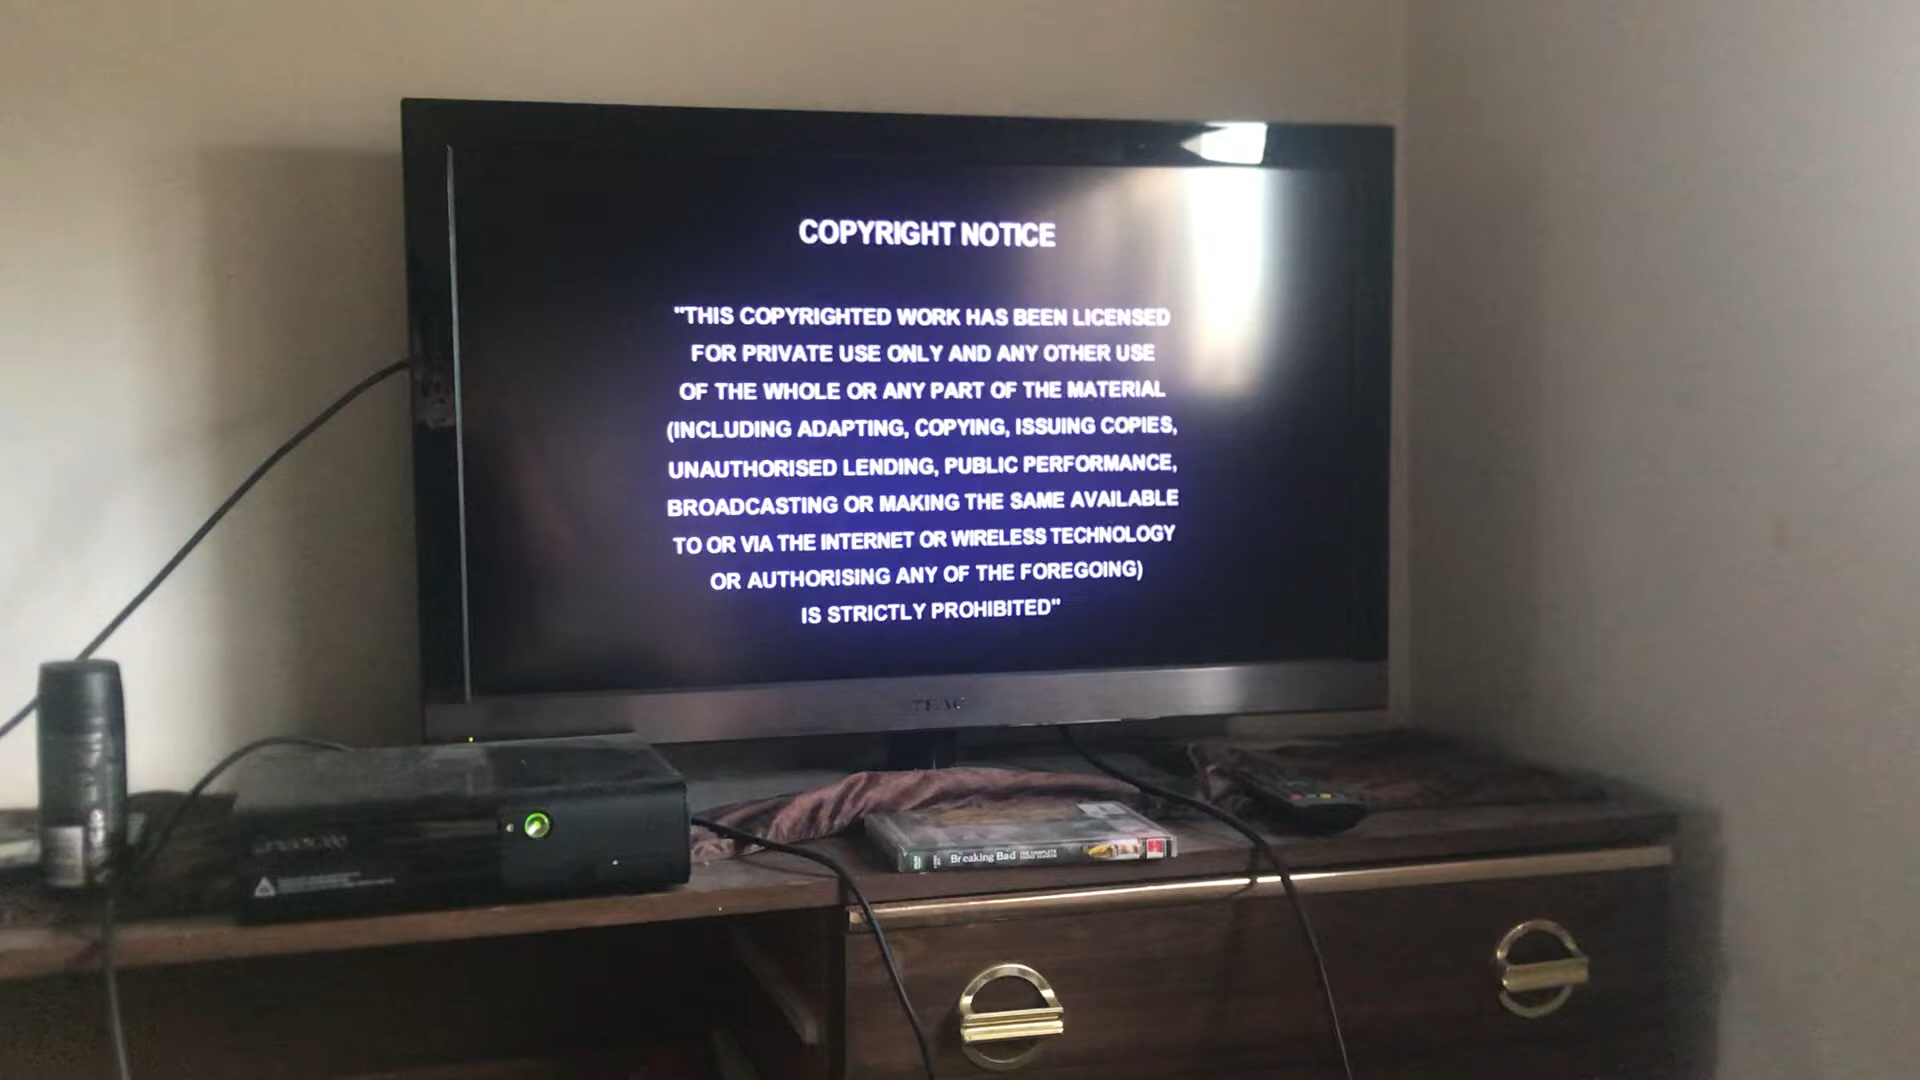 COPYRIGHT NOTICE
"THIS COPYRIGHTED WORK HAS BEEN LICENSED
FOR PRIVATE USE ONLY AND ANY OTHER USE
OF THE WHOLE OR ANY PART OF THE MATERIAL
(INCLUDING ADAPTING, COPYING, ISSUING COPIES,
UNAUTHORISED LENDING, PUBLIC PERFORMANCE,
BROADCASTING OR MAKING THE SAME AVAILABLE
TO OR VIA THE INTERNET OR WIRELESS TECHNOLOGY
OR AUTHORISING ANY OF THE FOREGOING)
IS STRICTLY PROHIBITED"
TEAC
Breaking Bad THE COMPLETE